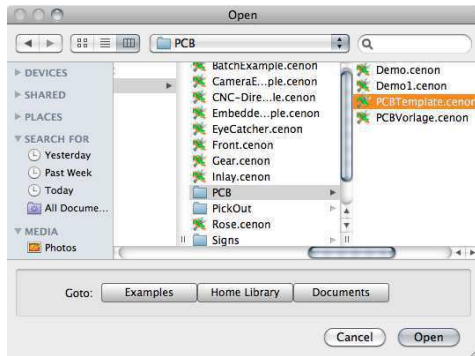 Open
PCB
DEVICES
SHARED
PLACES
SEARCH FOR
Yesterday
Past Week
Today
All Docume...
MEDIA
Photos
BatchExample.cenon
CameraE...ple.cenon
CNC-Dire...le.cenon
Embedde...ple.cenon
EyeCatcher.cenon
Front.cenon
Gear.cenon
Inlay.cenon
PCB
PickOut
Rose.cenon
Signs
Demo.cenon
Demo1.cenon
PCBTemplate.cenon
PCBVorlage.cenon
Goto: Examples Home Library Documents
Cancel Open